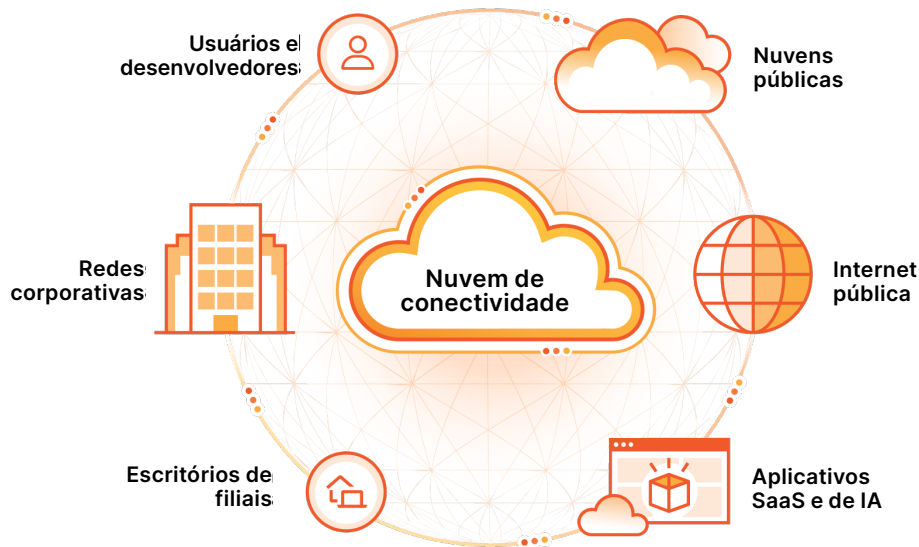 Usuários e
desenvolvedores
Nuvens
públicas
Redes
corporativas
Nuvem de
conectividade
Internet
pública
Escritórios de
filiais
Aplicativos
SaaS e de IA